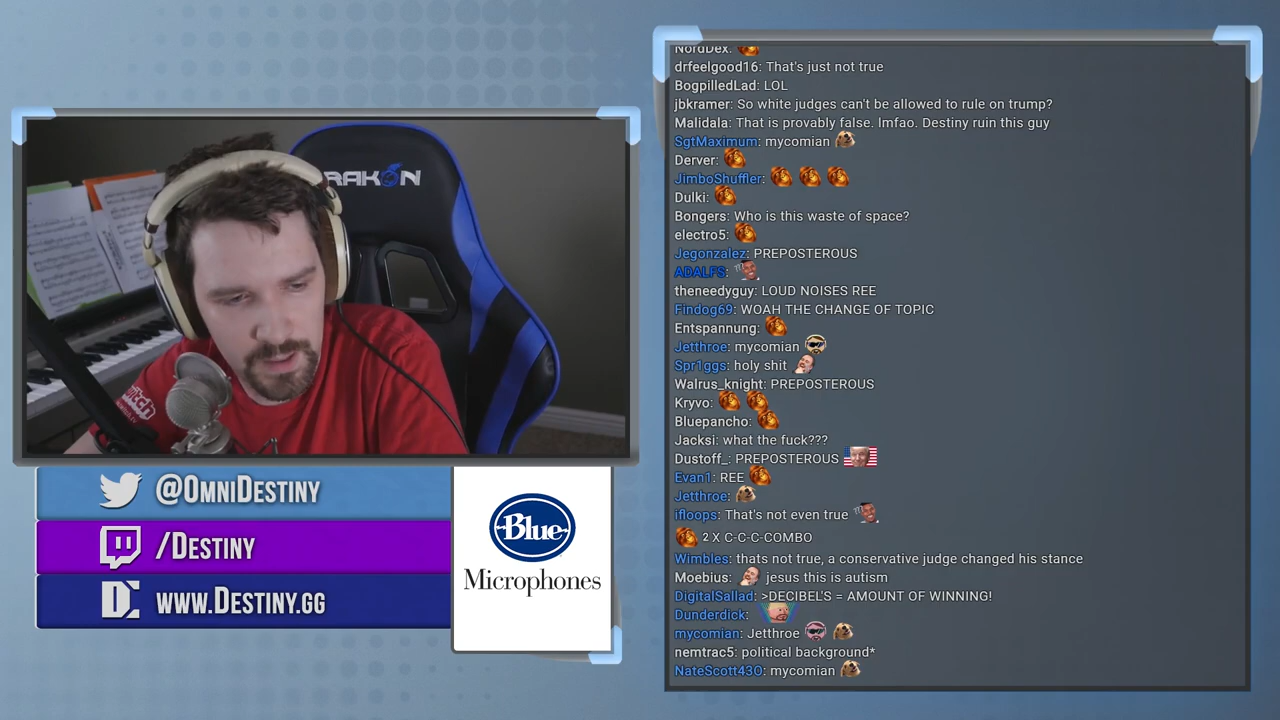 RAKON
twitch
@OMNIDESTINY
/DESTINY
WWW.DESTINY.GG
Blue
Microphones
NordDex:
drfeelgood16: That's just not true
BogpilledLad: LOL
jbkramer: So white judges can't be allowed to rule on trump?
Malidala: That is provably false. lmfao. Destiny ruin this guy
SgtMaximum: mycomian
Derver:
JimboShuffler:
Dulki:
Bongers: Who is this waste of space?
electro5:
Jegonzalez: PREPOSTEROUS
ADALFS:
theneedyguy: LOUD NOISES REE
Findog69: WOAH THE CHANGE OF TOPIC
Entspannung:
Jetthroe: mycomian
Spr1ggs: holy shit
Walrus_knight: PREPOSTEROUS
Kryvo:
Bluepancho:
Jacksi: what the fuck???
Dustoff_: PREPOSTEROUS
Evan1: REE
Jetthroe:
ifloops: That's not even true
2 X C-C-C-COMBO
Wimbles: thats not true, a conservative judge changed his stance
Moebius: jesus this is autism
DigitalSallad: >DECIBEL'S = AMOUNT OF WINNING!
Dunderdick:
mycomian: Jetthroe
nemtrac5: political background*
NateScott430: mycomian